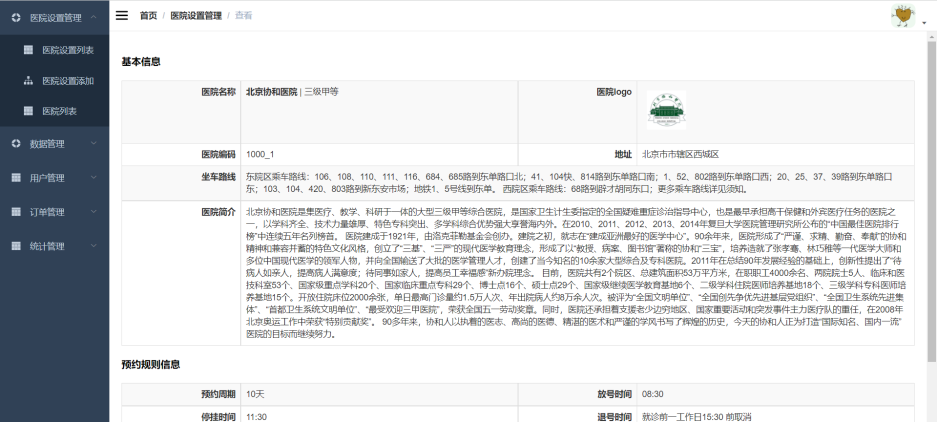 医院设置管理
首页 / 医院设置管理 / 查看
医院设置列表
医院设置添加
医院列表
数据管理
用户管理
订单管理
统计管理
基本信息
医院名称 北京协和医院 | 三级甲等 医院logo
医院编码 1000_1 地址 北京市市辖区西城区
坐车路线 东院区乘车路线：106、108、110、111、116、684、685路到东单路口北；41、104快、814路到东单路口南；1、52、802路到东单路口西；20、25、37、39路到东单路口
东；103、104、420、803路到新东安市场；地铁1、5号线到东单。 西院区乘车路线：68路到辟才胡同东口；更多乘车路线详见须知。
医院简介 北京协和医院是集医疗、教学、科研于一体的大型三级甲等综合医院，是国家卫生计生委指定的全国疑难重症诊治指导中心，也是最早承担高干保健和外宾医疗任务的医院之
一，以学科齐全、技术力量雄厚、特色专科突出、多学科综合优势强大享誉海内外。在2010、2011、2012、2013、2014年复旦大学医院管理研究所公布的“中国最佳医院排行
榜”中连续五年名列榜首。 医院建成于1921年，由洛克菲勒基金会创办。建院之初，就志在“建成亚洲最好的医学中心”。90余年来，医院形成了“严谨、求精、勤奋、奉献”的协和
精神和兼容并蓄的特色文化风格，创立了“三基”、“三严”的现代医学教育理念，形成了以“教授、病案、图书馆”著称的协和“三宝”，培养造就了张孝骞、林巧稚等一代医学大师和
多位中国现代医学的领军人物，并向全国输送了大批的医学管理人才，创建了当今知名的10余家大型综合及专科医院。2011年在总结90年发展经验的基础上，创新性提出了“待
病人如亲人，提高病人满意度；待同事如家人，提高员工幸福感”新办院理念。 目前，医院共有2个院区、总建筑面积53万平方米，在职职工4000余名、两院院士5人、临床和医
技科室53个、国家级重点学科20个、国家临床重点专科29个、博士点16个、硕士点29个、国家级继续医学教育基地6个、二级学科住院医师培养基地18个、三级学科专科医师培
养基地15个。开放住院床位2000余张，单日最高门诊量约1.5万人次、年出院病人约8万余人次。被评为“全国文明单位”、“全国创先争优先进基层党组织”、“全国卫生系统先进集
体”、“首都卫生系统文明单位”、“最受欢迎三甲医院”，荣获全国五一劳动奖章。同时，医院还承担着支援老少边穷地区、国家重要活动和突发事件主力医疗队的重任，在2008年
北京奥运工作中荣获“特别贡献奖”。 90多年来，协和人以执着的医志、高尚的医德、精湛的医术和严谨的学风书写了辉煌的历史，今天的协和人正为打造“国际知名、国内一流”
医院的目标而继续努力。
预约规则信息
预约周期 10天 放号时间 08:30
停挂时间 11:30 退号时间 就诊前一工作日15:30 前取消